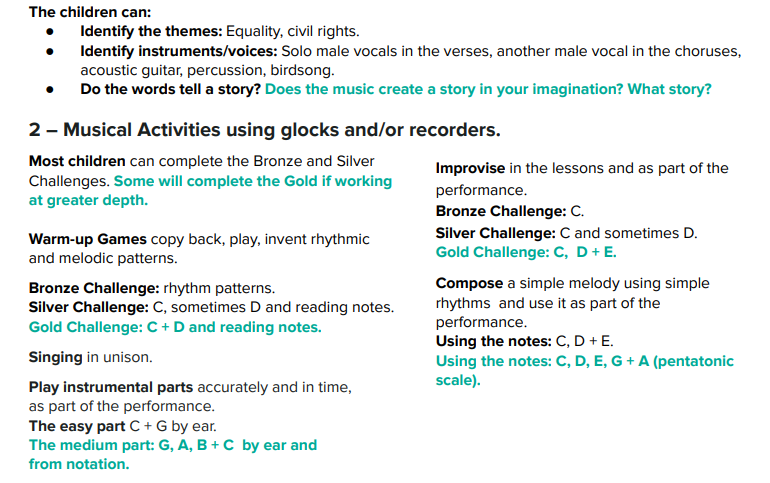 The children can:
● Identify the themes: Equality, civil rights.
● Identify instruments/voices: Solo male vocals in the verses, another male vocal in the choruses,
acoustic guitar, percussion, birdsong.
● Do the words tell a story? Does the music create a story in your imagination? What story?
2 – Musical Activities using glocks and/or recorders.
Most children can complete the Bronze and Silver
Challenges. Some will complete the Gold if working
at greater depth.
Warm-up Games copy back, play, invent rhythmic
and melodic patterns.
Bronze Challenge: rhythm patterns.
Silver Challenge: C, sometimes D and reading notes.
Gold Challenge: C + D and reading notes.
Singing in unison.
Play instrumental parts accurately and in time,
as part of the performance.
The easy part C + G by ear.
The medium part: G, A, B + C by ear and
from notation.
Improvise in the lessons and as part of the
performance.
Bronze Challenge: C.
Silver Challenge: C and sometimes D.
Gold Challenge: C, D + E.
Compose a simple melody using simple
rhythms and use it as part of the
performance.
Using the notes: C, D + E.
Using the notes: C, D, E, G + A (pentatonic
scale).